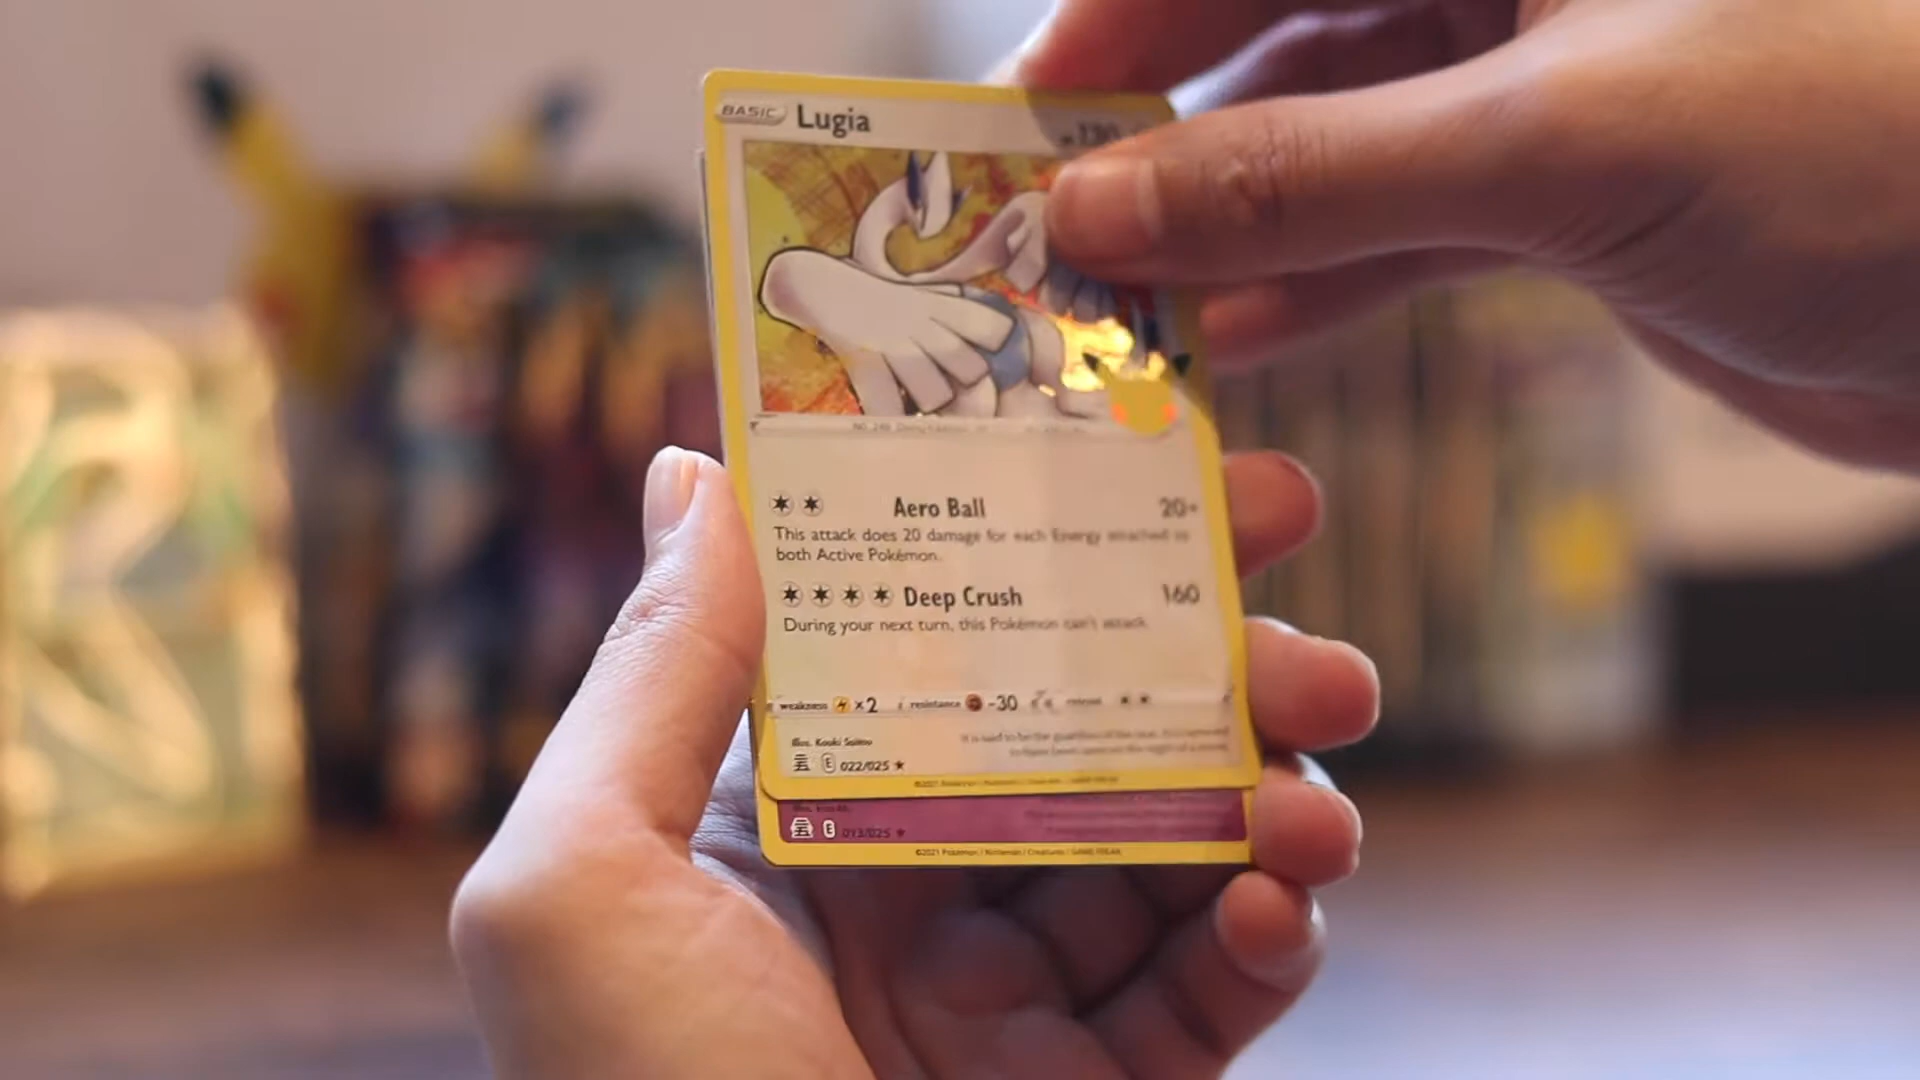 BASIC Lugia
Aero Ball 20+
This attack does 20 damage for each Energy attached to
both Active Pokémon.
Deep Crush 160
During your next turn, this Pokémon can't attack.
weakness ×2 resistance -30 retreat
Illus. Kouki Saitou
E 022/025
E 013/025
©2021 Pokémon / Nintendo / Creatures / GAME FREAK